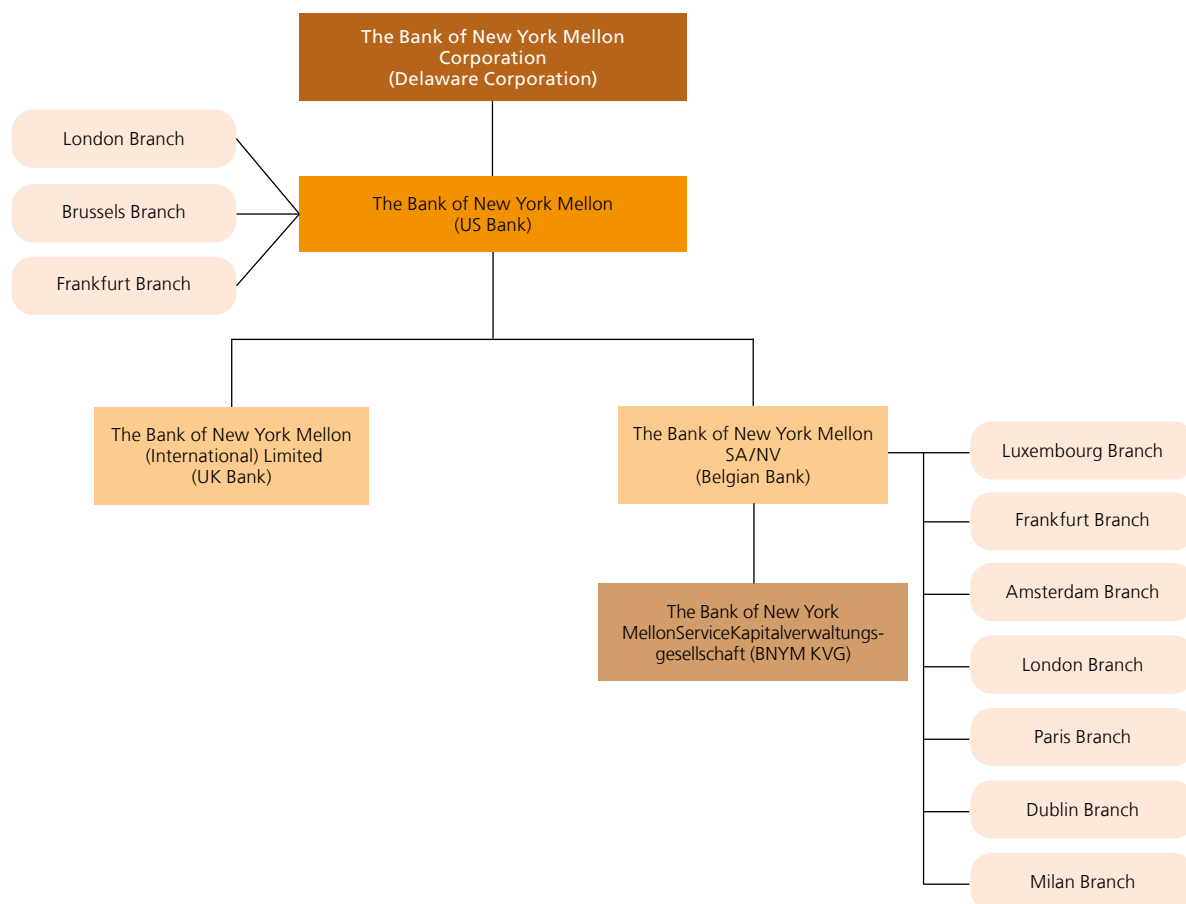 The Bank of New York Mellon
Corporation
(Delaware Corporation)
London Branch
Brussels Branch
Frankfurt Branch
The Bank of New York Mellon
(US Bank)
The Bank of New York Mellon
(International) Limited
(UK Bank)
The Bank of New York Mellon
SA/NV
(Belgian Bank)
The Bank of New York
MellonServiceKapitalverwaltungs-
gesellschaft (BNYM KVG)
Luxembourg Branch
Frankfurt Branch
Amsterdam Branch
London Branch
Paris Branch
Dublin Branch
Milan Branch